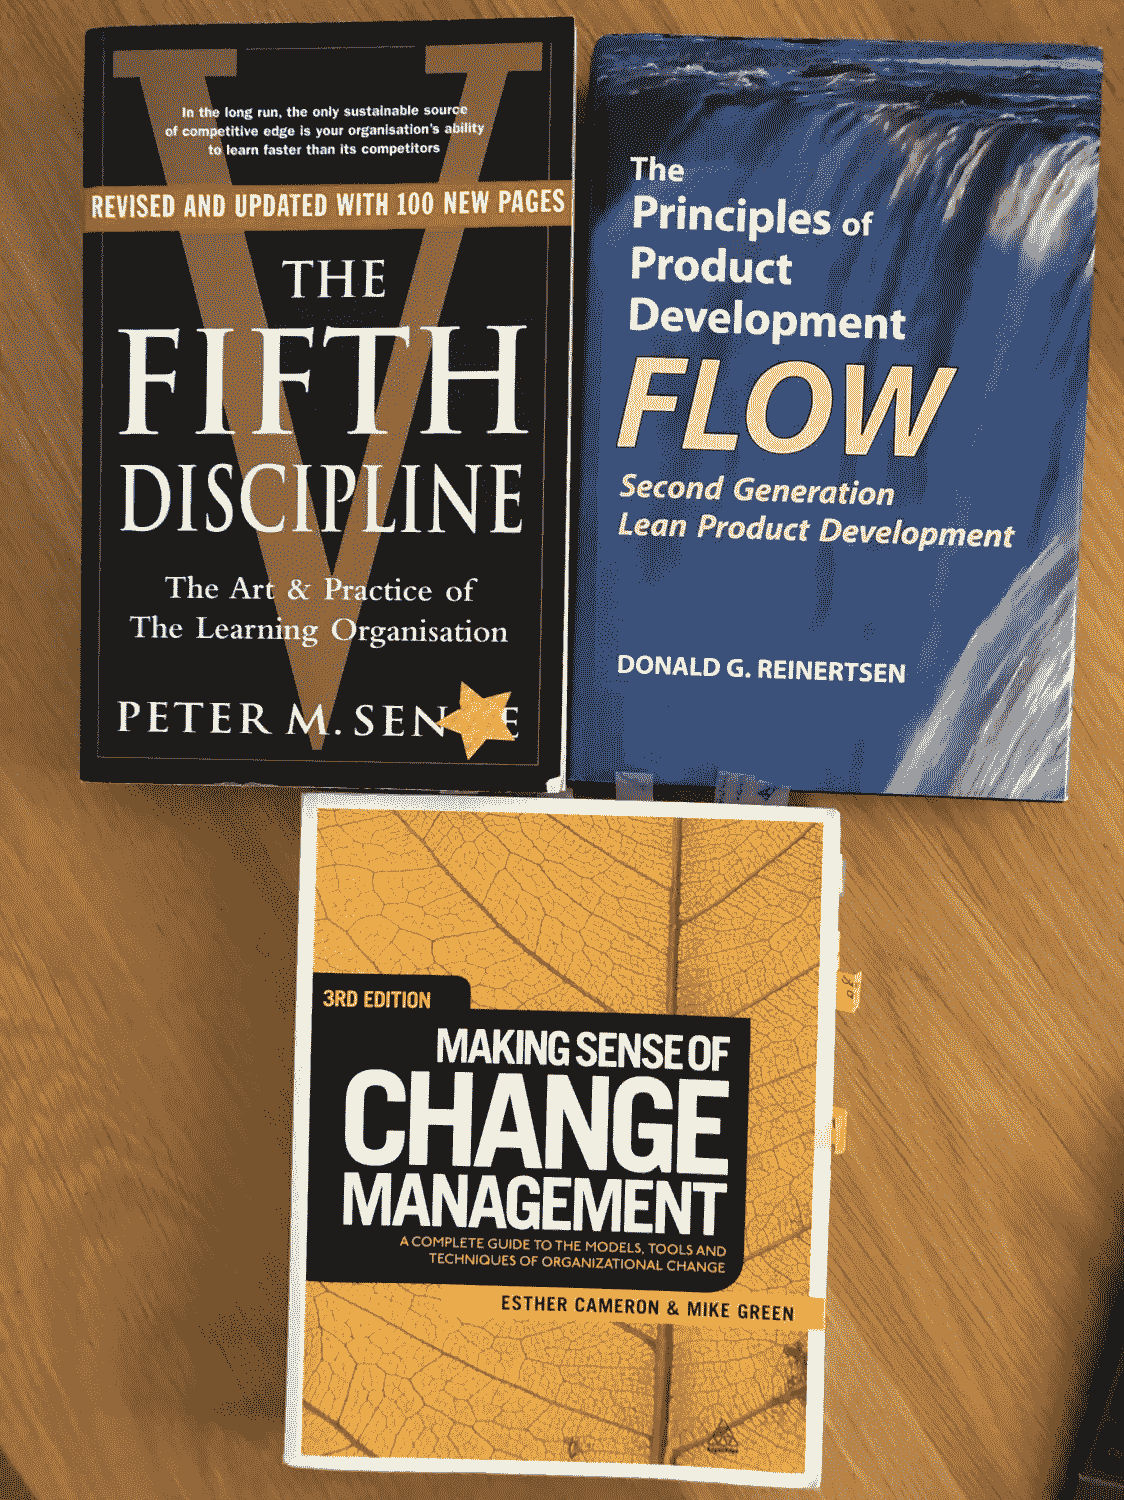 In the long run, the only sustainable source
of competitive edge is your organisation's ability
to learn faster than its competitors
REVISED AND UPDATED WITH 100 NEW PAGES
THE
FIFTH
DISCIPLINE
The Art & Practice of
The Learning Organisation
PETER M.
The
Principles of
Product
Development
FLOW
Second Generation
Lean Product Development
DONALD G. REINERTSEN
3RD EDITION
MAKING SENSE OF
CHANGE
MANAGEMENT
A COMPLETE GUIDE TO THE MODELS, TOOLS AND
TECHNIQUES OF ORGANIZATIONAL CHANGE
ESTHER CAMERON & MIKE GREEN